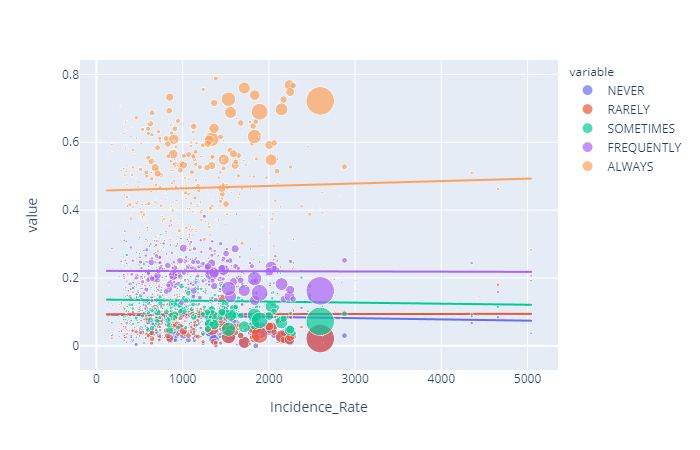 variable
NEVER
RARELY
SOMETIMES
FREQUENTLY
ALWAYS
value
0.8
0.6
0.4
0.2
0
0 1000 2000 3000 4000 5000
Incidence_Rate